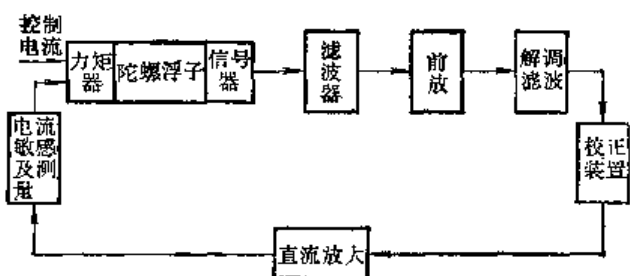 控制
电流
力矩
器
陀螺浮子
信号
器
滤
波
器
前
放
解调
滤波
校正
装置
直流放大
电流
敏感
及测
量